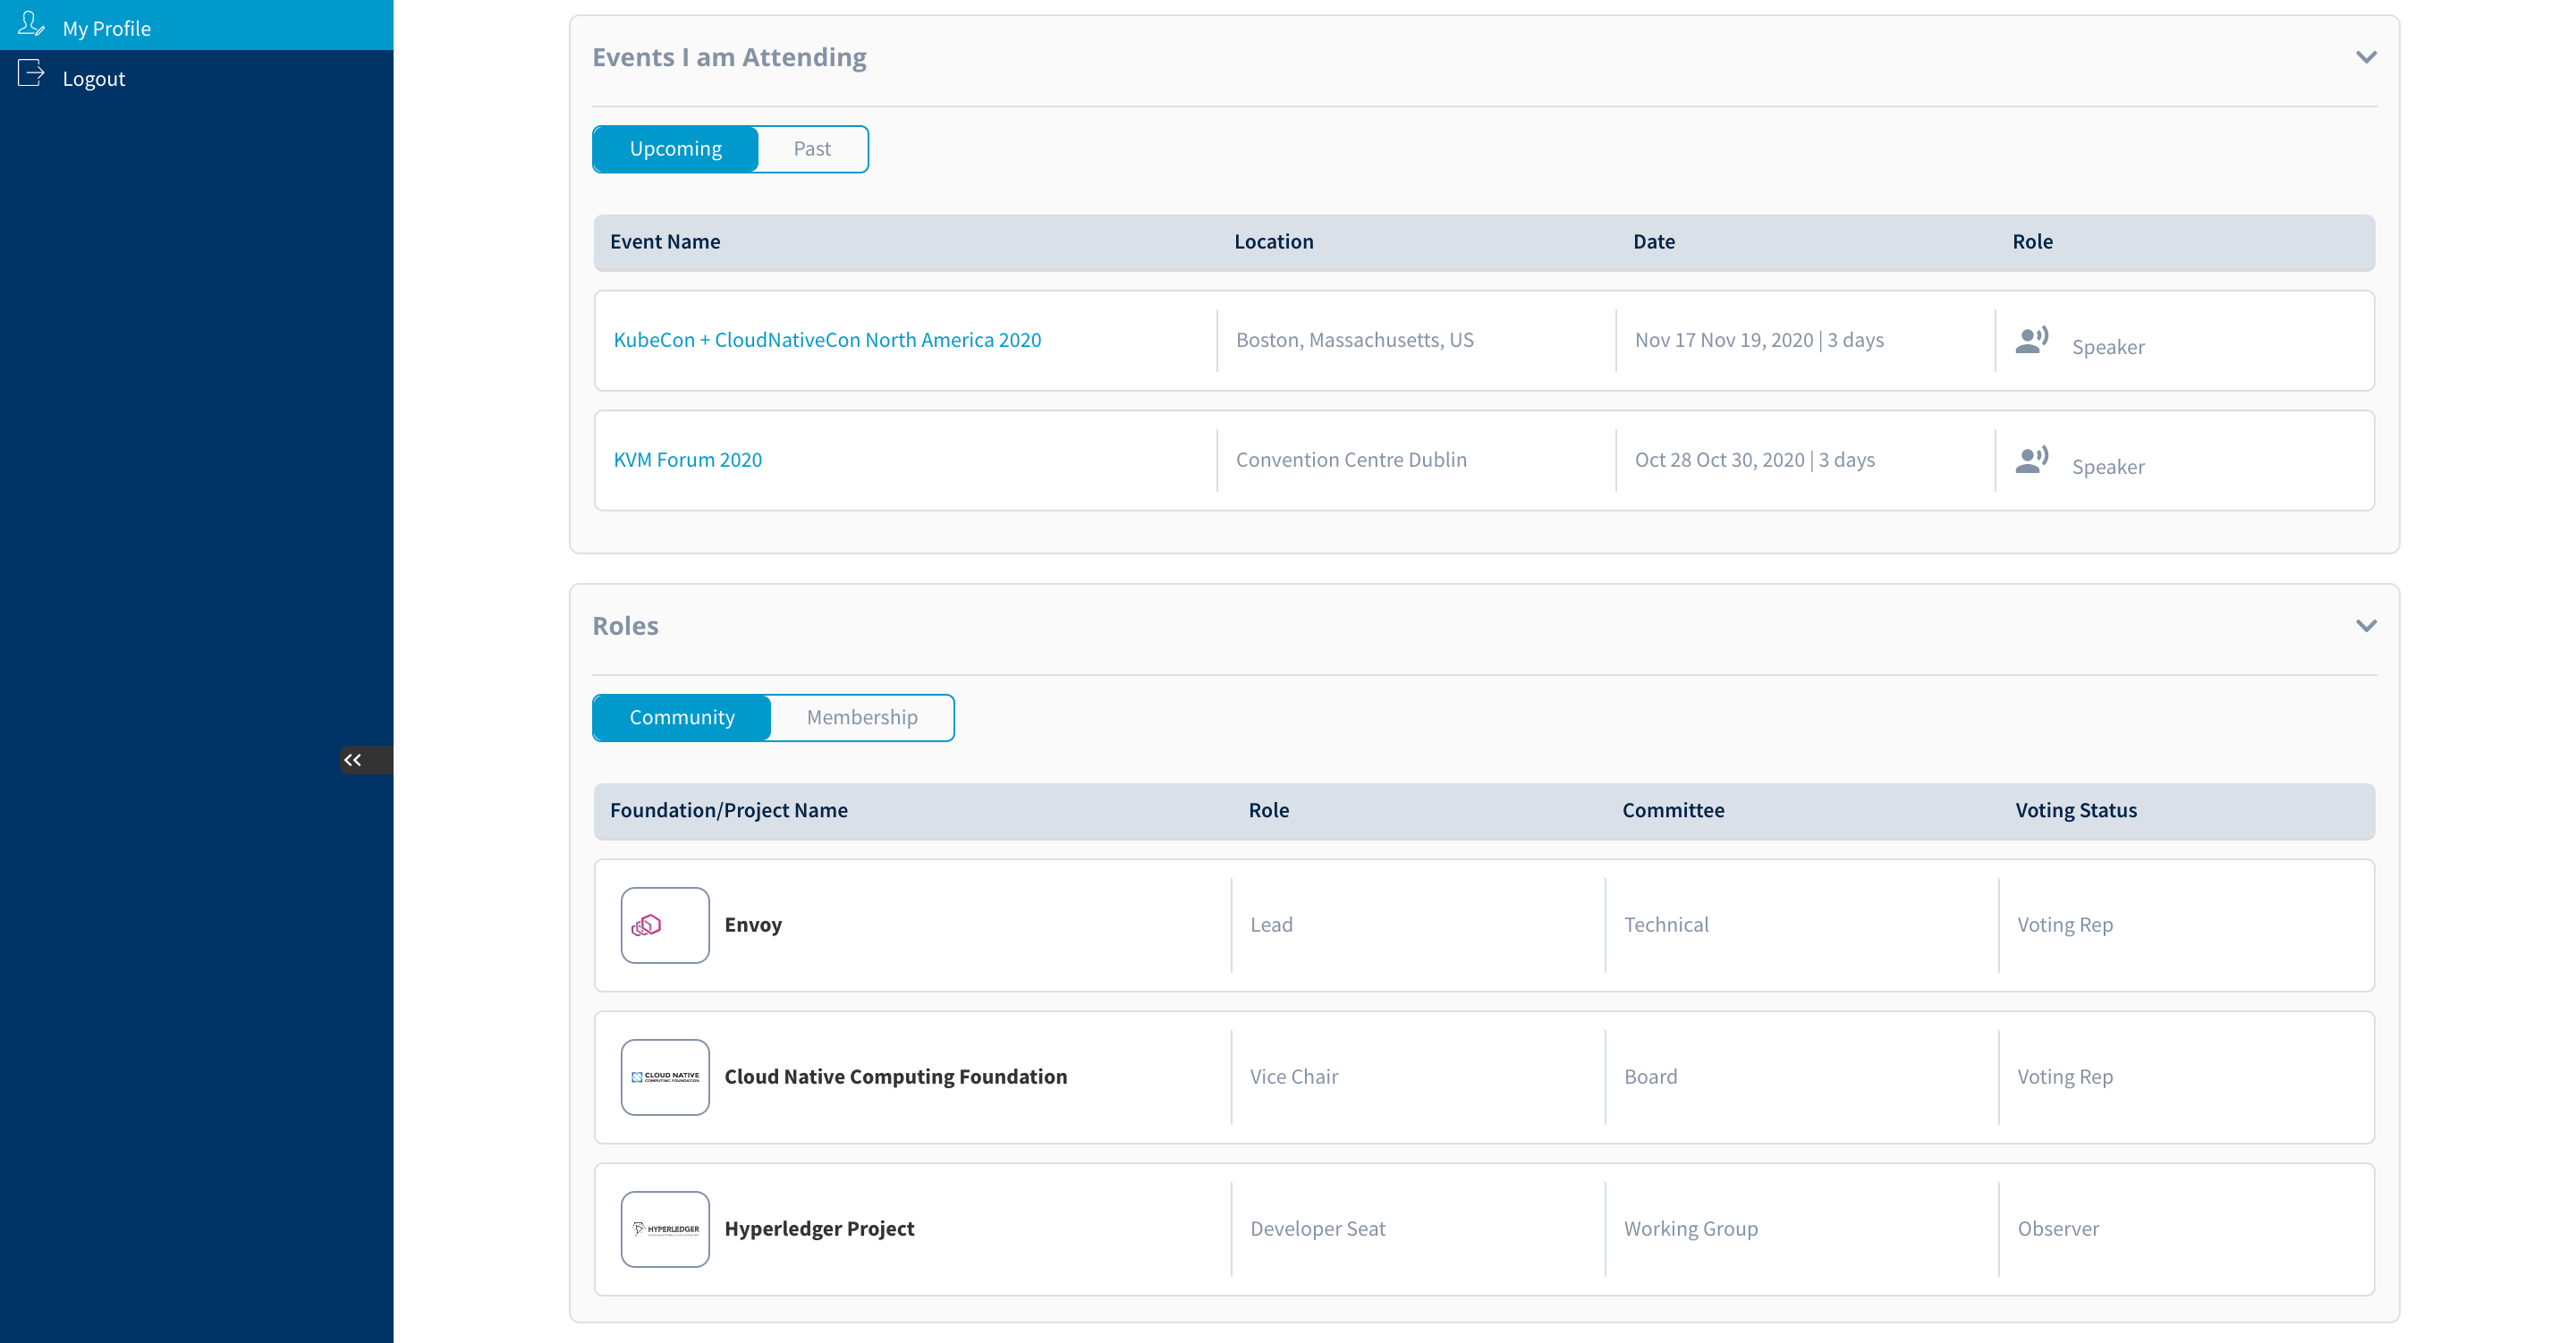 My Profile
Logout
Events I am Attending
Upcoming Past
Event Name Location Date Role
KubeCon + CloudNativeCon North America 2020 Boston, Massachusetts, US Nov 17 Nov 19, 2020 | 3 days Speaker
KVM Forum 2020 Convention Centre Dublin Oct 28 Oct 30, 2020 | 3 days Speaker
Roles
Community Membership
Foundation/Project Name Role Committee Voting Status
Envoy Lead Technical Voting Rep
CLOUD NATIVE
COMPUTING FOUNDATION
Cloud Native Computing Foundation Vice Chair Board Voting Rep
HYPERLEDGER
Hyperledger Project Developer Seat Working Group Observer